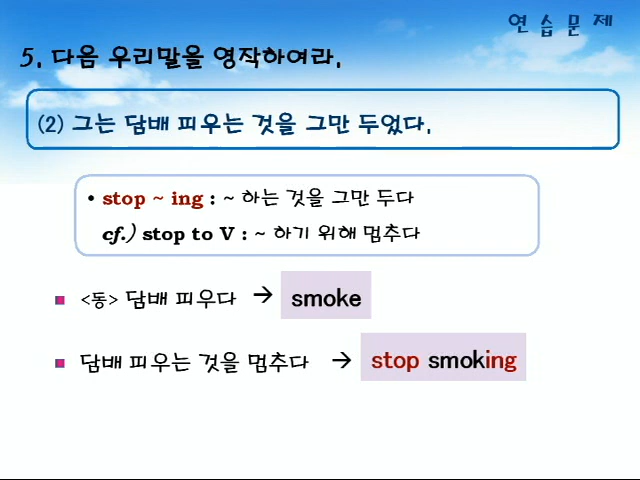 연습문제
5. 다음 우리말을 영작하여라.
(2) 그는 담배 피우는 것을 그만 두었다.
• stop ~ ing : ~ 하는 것을 그만 두다
cf.) stop to V : ~ 하기 위해 멈추다
<동> 담배 피우다 → smoke
담배 피우는 것을 멈추다 → stop smoking